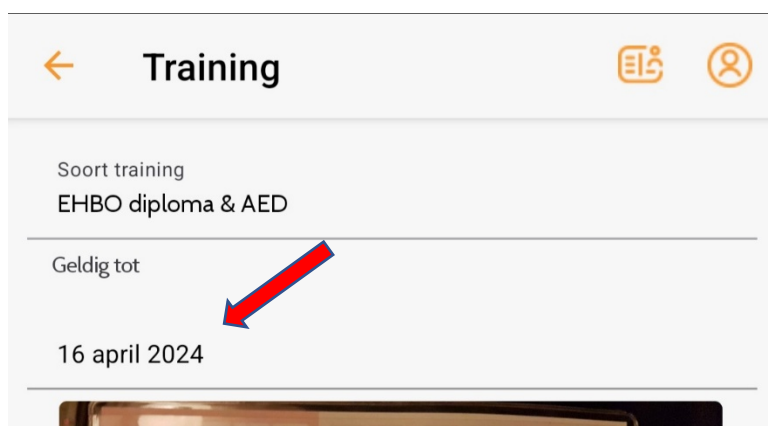 Training
Soort training
EHBO diploma & AED
Geldig tot
16 april 2024